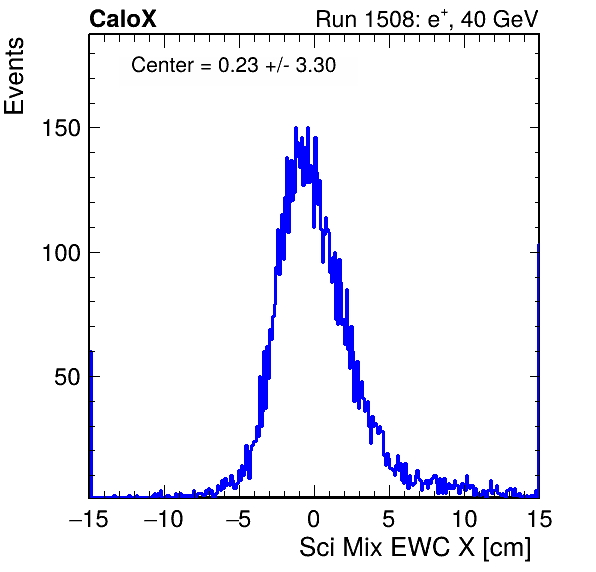 CaloX Run 1508: e⁺, 40 GeV
Center = 0.23 +/- 3.30
Events
150
100
50
−15 −10 −5 0 5 10 15
Sci Mix EWC X [cm]